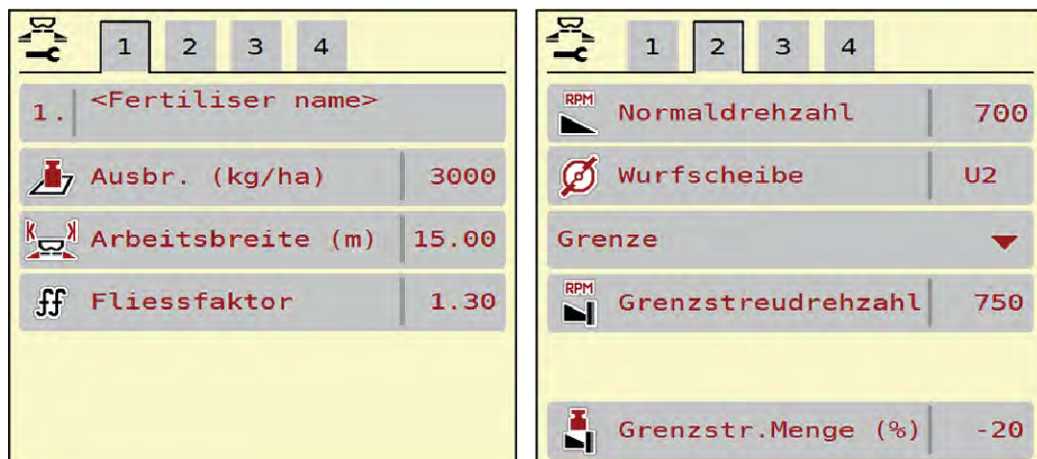 1 2 3 4
1. <Fertiliser name>
Ausbr. (kg/ha) 3000
Arbeitsbreite (m) 15.00
Fliessfaktor 1.30
1 2 3 4
RPM
Normaldrehzahl 700
Wurfscheibe U2
Grenze
RPM
Grenzstreudrehzahl 750
Grenzstr.Menge (%) -20